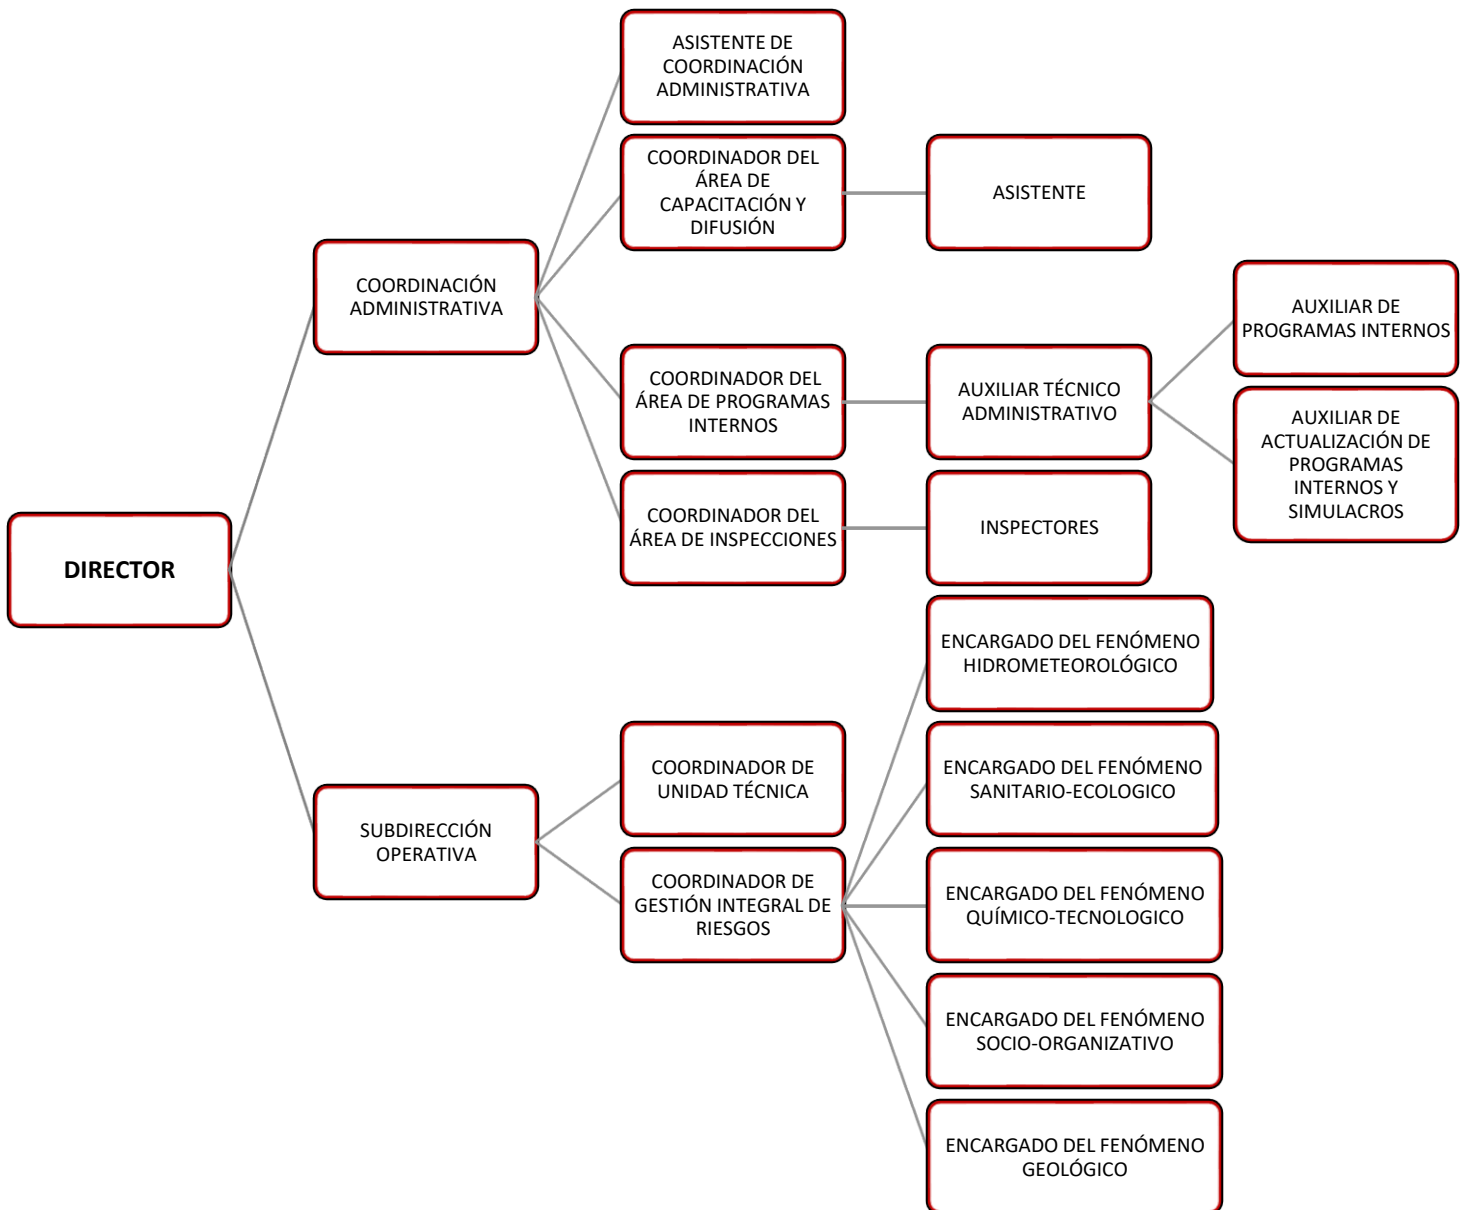 ASISTENTE DE
COORDINACIÓN
ADMINISTRATIVA
COORDINADOR DEL
ÁREA DE
CAPACITACIÓN Y
DIFUSIÓN
ASISTENTE
COORDINACIÓN
ADMINISTRATIVA
AUXILIAR DE
PROGRAMAS INTERNOS
COORDINADOR DEL
ÁREA DE PROGRAMAS
INTERNOS
AUXILIAR TÉCNICO
ADMINISTRATIVO
AUXILIAR DE
ACTUALIZACIÓN DE
PROGRAMAS
INTERNOS Y
SIMULACROS
COORDINADOR DEL
ÁREA DE INSPECCIONES
INSPECTORES
DIRECTOR
ENCARGADO DEL FENÓMENO
HIDROMETEOROLÓGICO
COORDINADOR DE
UNIDAD TÉCNICA
ENCARGADO DEL FENÓMENO
SANITARIO-ECOLOGICO
SUBDIRECCIÓN
OPERATIVA
COORDINADOR DE
GESTIÓN INTEGRAL DE
RIESGOS
ENCARGADO DEL FENÓMENO
QUÍMICO-TECNOLOGICO
ENCARGADO DEL FENÓMENO
SOCIO-ORGANIZATIVO
ENCARGADO DEL FENÓMENO
GEOLÓGICO